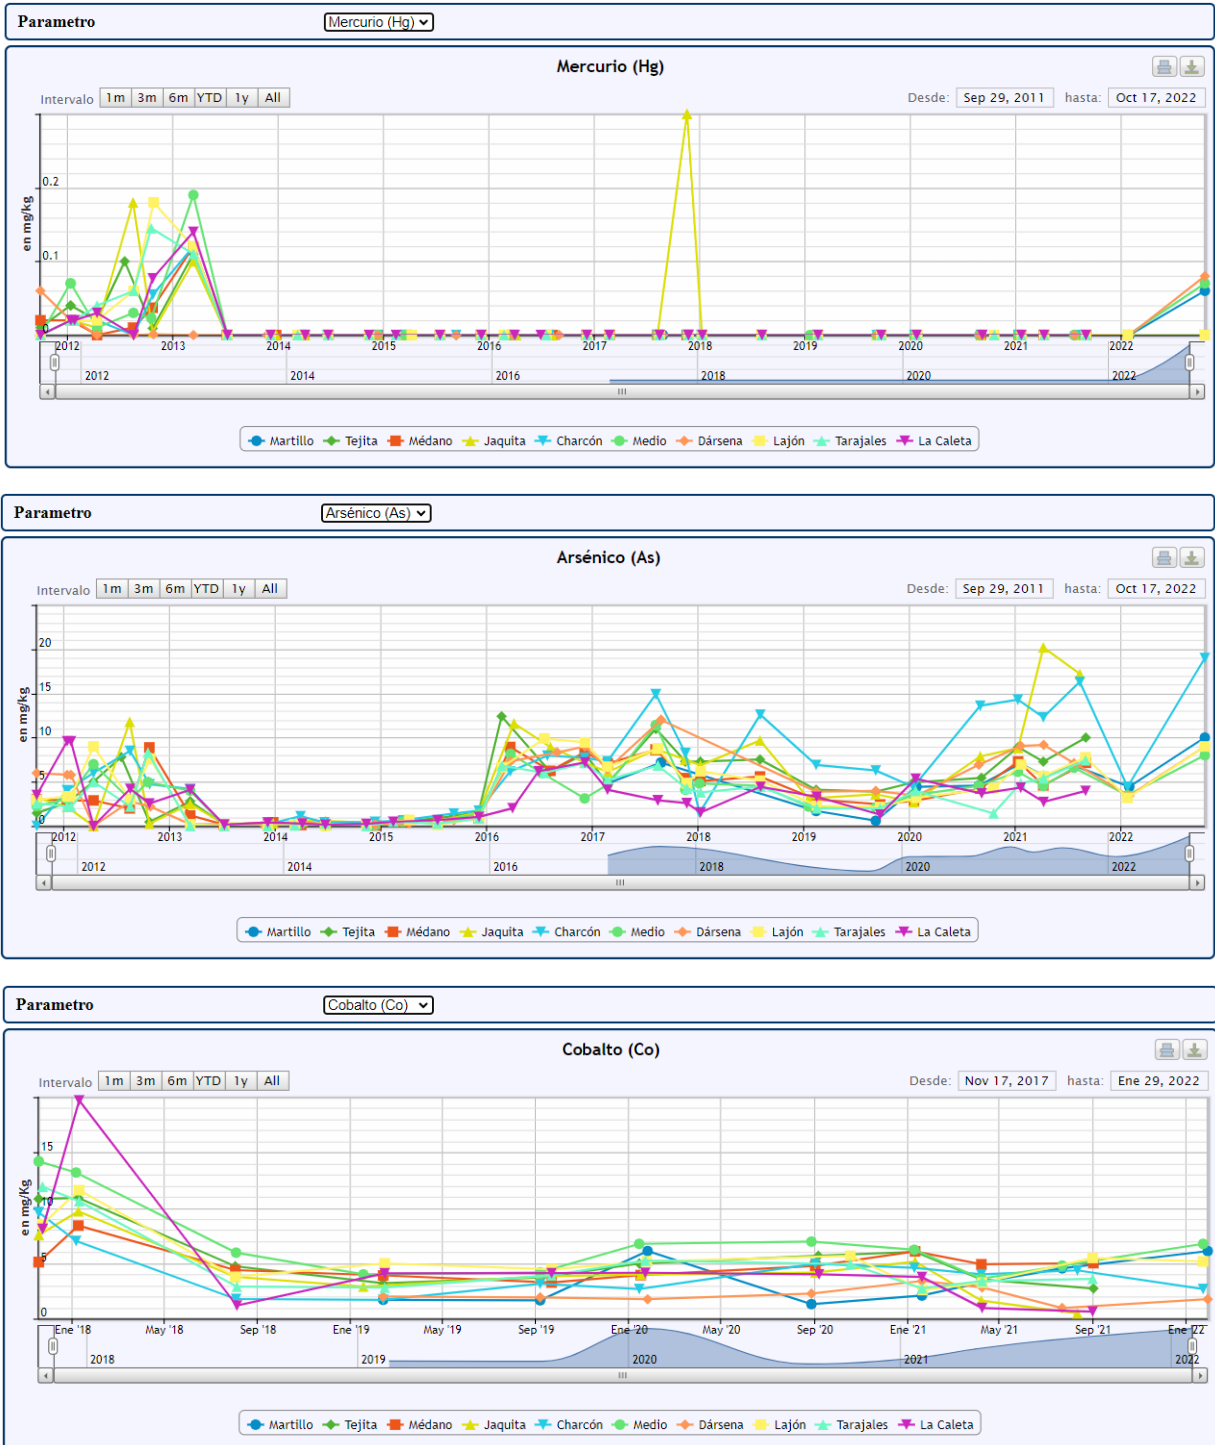 Parametro Mercurio (Hg)
Mercurio (Hg)
Intervalo 1m 3m 6m YTD 1y All Desde: Sep 29, 2011 hasta: Oct 17, 2022
en mg/kg
0.2
0.1
0
2012 2013 2014 2015 2016 2017 2018 2019 2020 2021 2022
2012 2014 2016 2018 2020 2022
Martillo Tejita Médano Jaquita Charcón Medio Dársena Lajón Tarajales La Caleta
Parametro Arsénico (As)
Arsénico (As)
Intervalo 1m 3m 6m YTD 1y All Desde: Sep 29, 2011 hasta: Oct 17, 2022
en mg/kg
20
15
10
5
0
2012 2013 2014 2015 2016 2017 2018 2019 2020 2021 2022
2012 2014 2016 2018 2020 2022
Martillo Tejita Médano Jaquita Charcón Medio Dársena Lajón Tarajales La Caleta
Parametro Cobalto (Co)
Cobalto (Co)
Intervalo 1m 3m 6m YTD 1y All Desde: Nov 17, 2017 hasta: Ene 29, 2022
en mg/Kg
15
10
5
0
Ene '18 May '18 Sep '18 Ene '19 May '19 Sep '19 Ene '20 May '20 Sep '20 Ene '21 May '21 Sep '21 Ene '22
2018 2019 2020 2021 2022
Martillo Tejita Médano Jaquita Charcón Medio Dársena Lajón Tarajales La Caleta